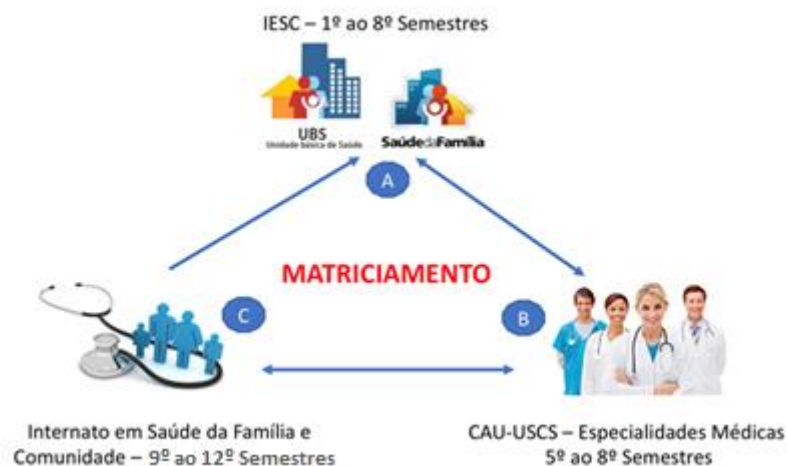 IESC – 1º ao 8º Semestres
UBS
Unidade básica de Saúde
SaúdedaFamília
A
MATRICIAMENTO
C
B
Internato em Saúde da Família e
Comunidade – 9º ao 12º Semestres
CAU-USCS – Especialidades Médicas
5º ao 8º Semestres